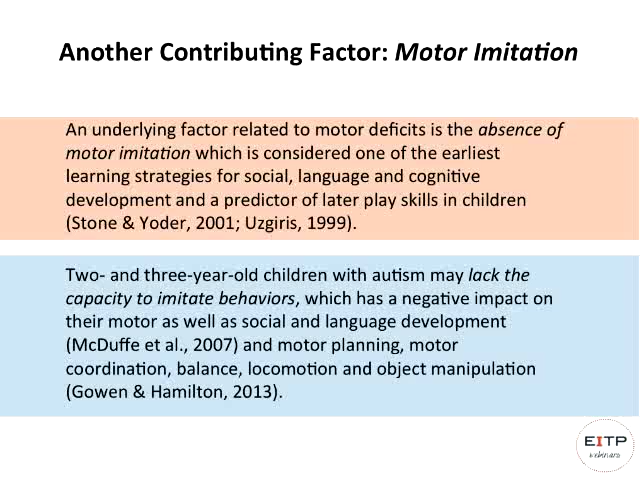 Another Contributing Factor: Motor Imitation
An underlying factor related to motor deficits is the absence of
motor imitation which is considered one of the earliest
learning strategies for social, language and cognitive
development and a predictor of later play skills in children
(Stone & Yoder, 2001; Uzgiris, 1999).
Two- and three-year-old children with autism may lack the
capacity to imitate behaviors, which has a negative impact on
their motor as well as social and language development
(McDuffe et al., 2007) and motor planning, motor
coordination, balance, locomotion and object manipulation
(Gowen & Hamilton, 2013).
EITP
webinars